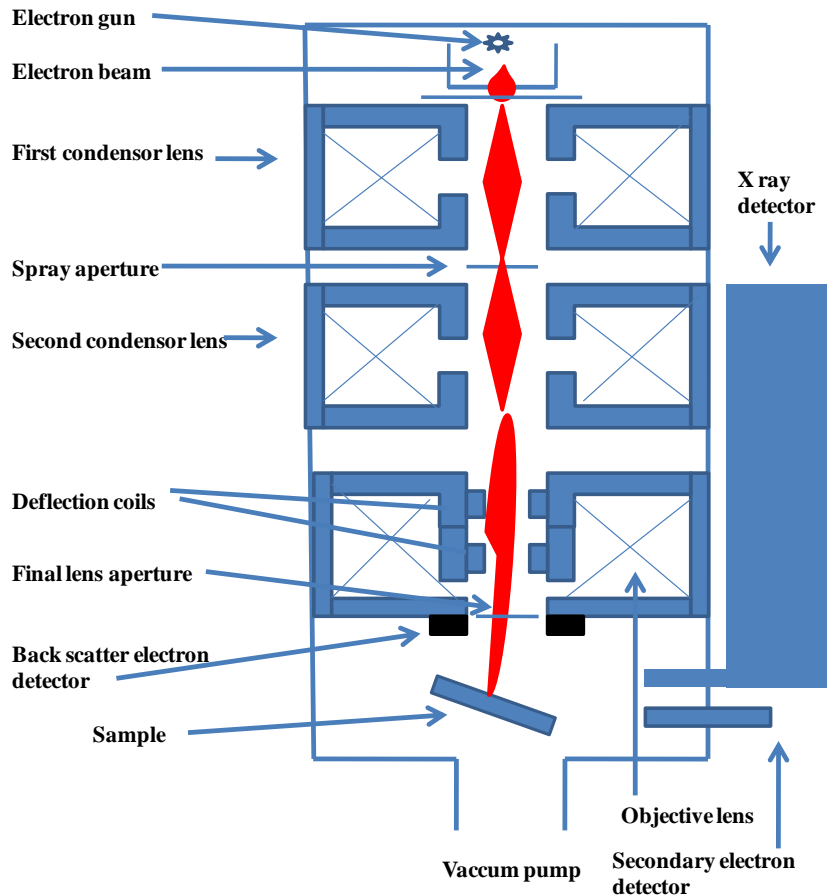 Electron gun
Electron beam
First condensor lens
X ray
detector
Spray aperture
Second condensor lens
Deflection coils
Final lens aperture
Back scatter electron
detector
Sample
Objective lens
Vaccum pump
Secondary electron
detector